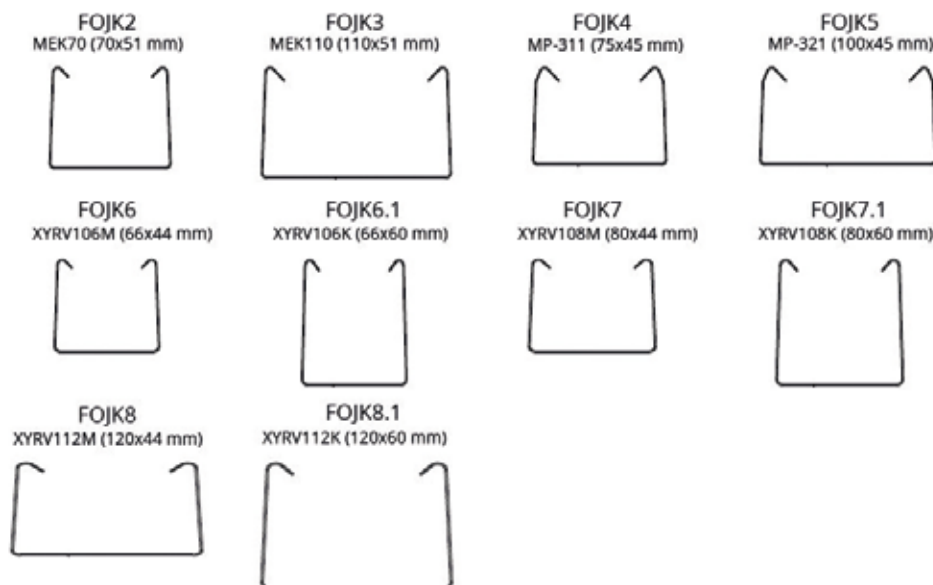 FOJK2
MEK70 (70x51 mm)
FOJK3
MEK110 (110x51 mm)
FOJK4
MP-311 (75x45 mm)
FOJK5
MP-321 (100x45 mm)
FOJK6
XYRV106M (66x44 mm)
FOJK6.1
XYRV106K (66x60 mm)
FOJK7
XYRV108M (80x44 mm)
FOJK7.1
XYRV108K (80x60 mm)
FOJK8
XYRV112M (120x44 mm)
FOJK8.1
XYRV112K (120x60 mm)